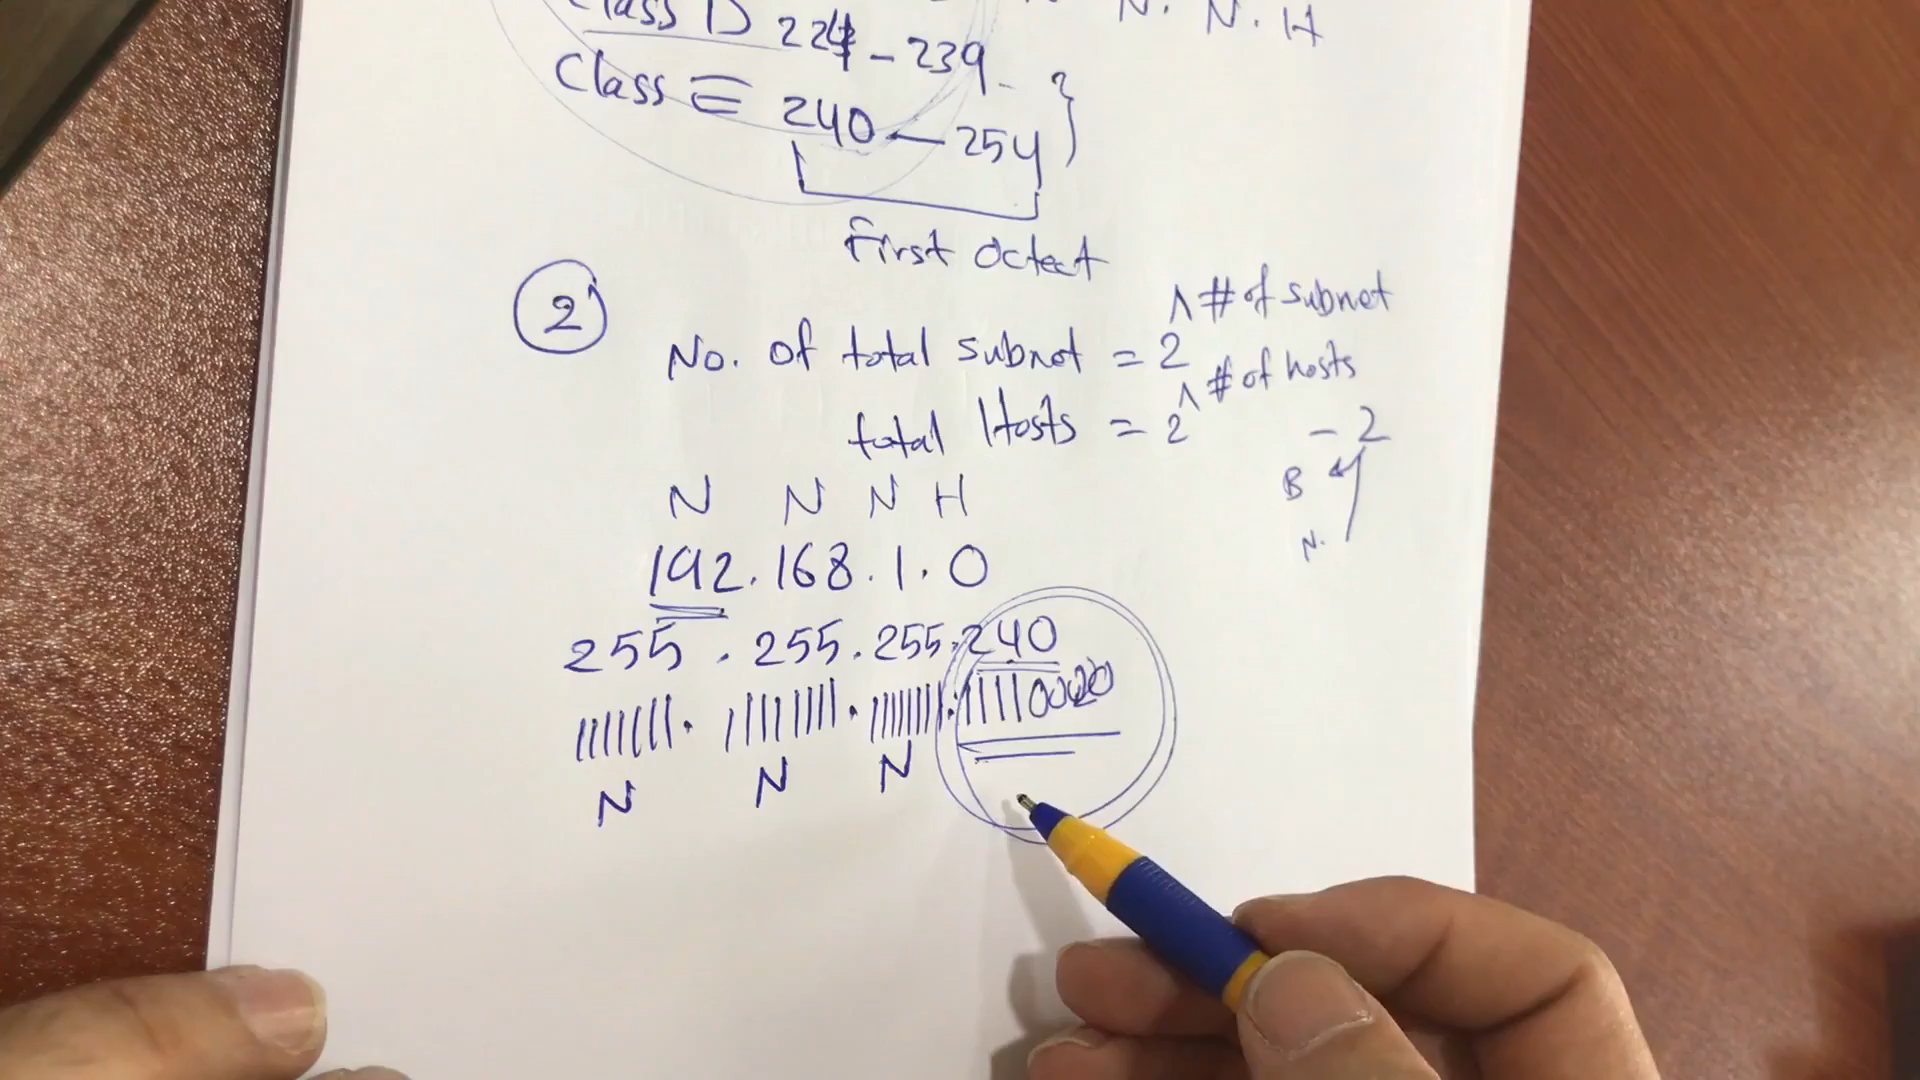 N. N. H
Class D 224 - 239
Class E 240 - 254 }
First Octect
2
No. of total subnet = 2 ^ # of subnet
total Hosts = 2 ^ # of hosts - 2
B
N.
N N N H
192.168.1.0
255.255.255.240
11111111.11111111.11111111.11110000
N N N